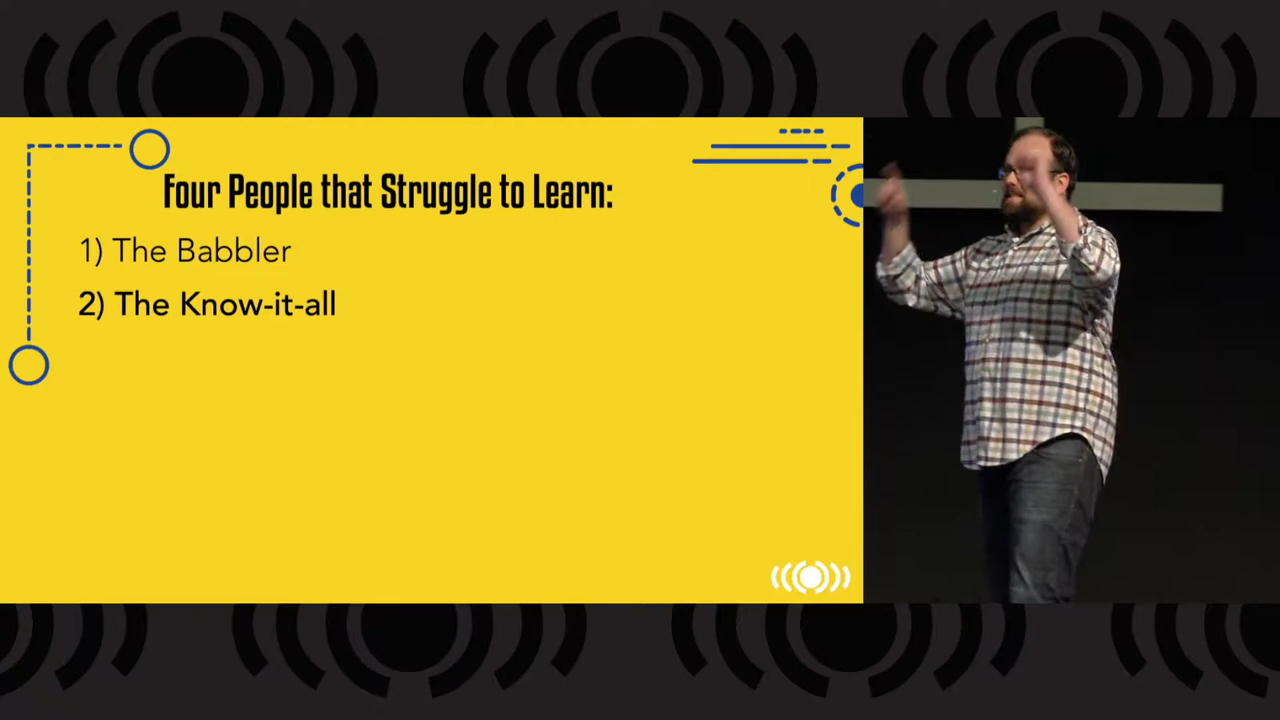 Four People that Struggle to Learn:
1) The Babbler
2) The Know-it-all